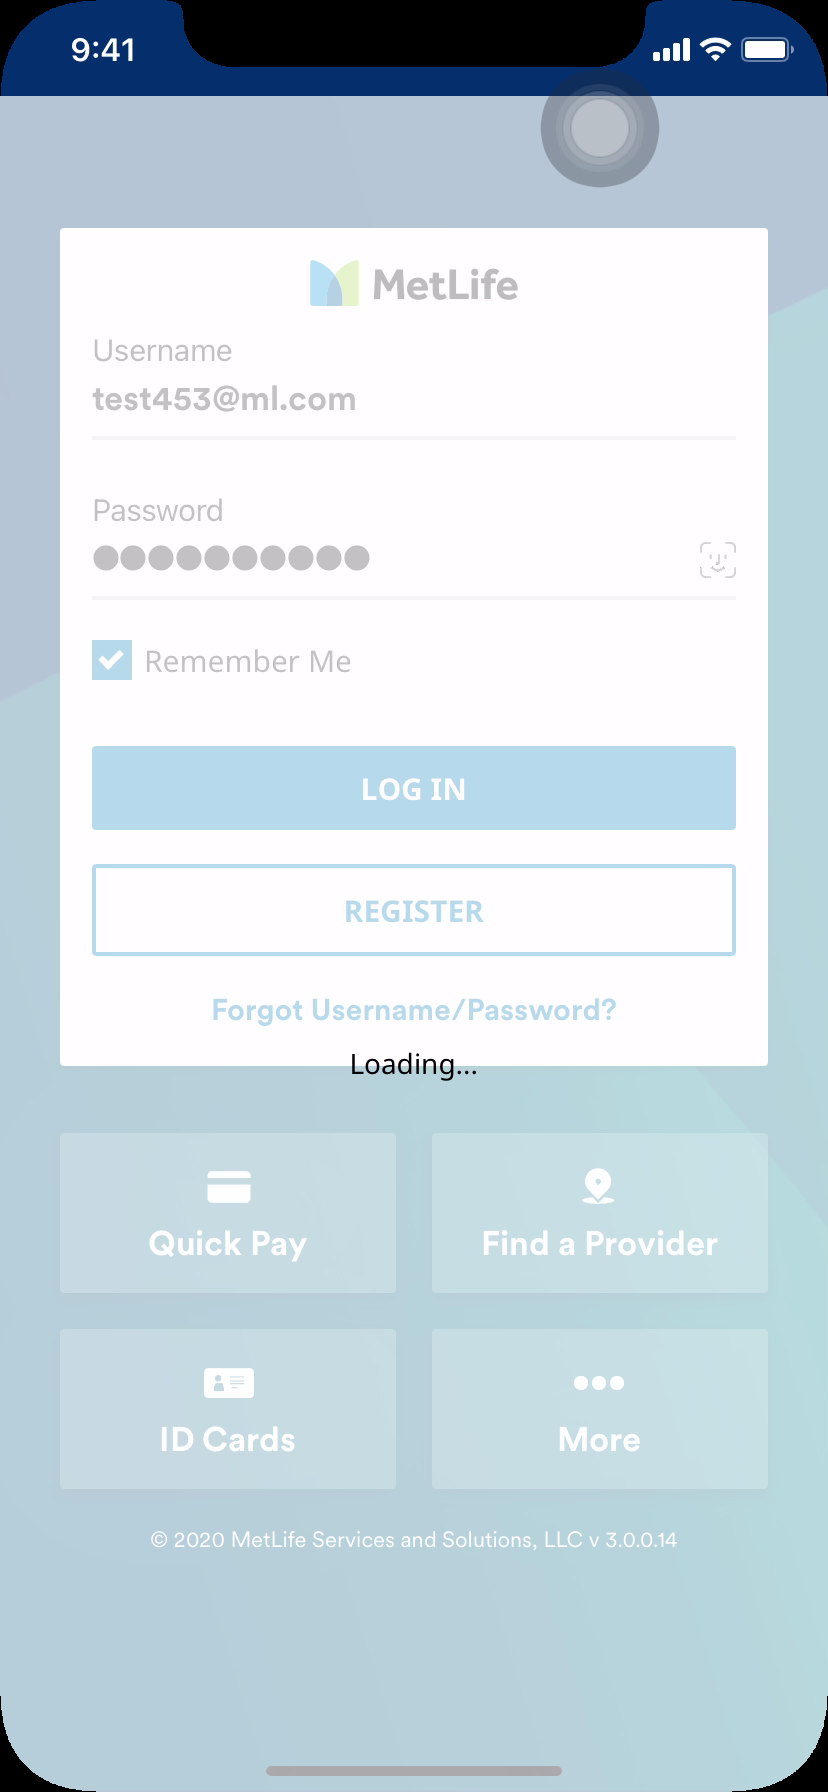 9:41
MetLife
Username
test453@ml.com
Password
●●●●●●●●●●
Remember Me
LOG IN
REGISTER
Forgot Username/Password?
Loading...
Quick Pay
Find a Provider
ID Cards
More
© 2020 MetLife Services and Solutions, LLC v 3.0.0.14